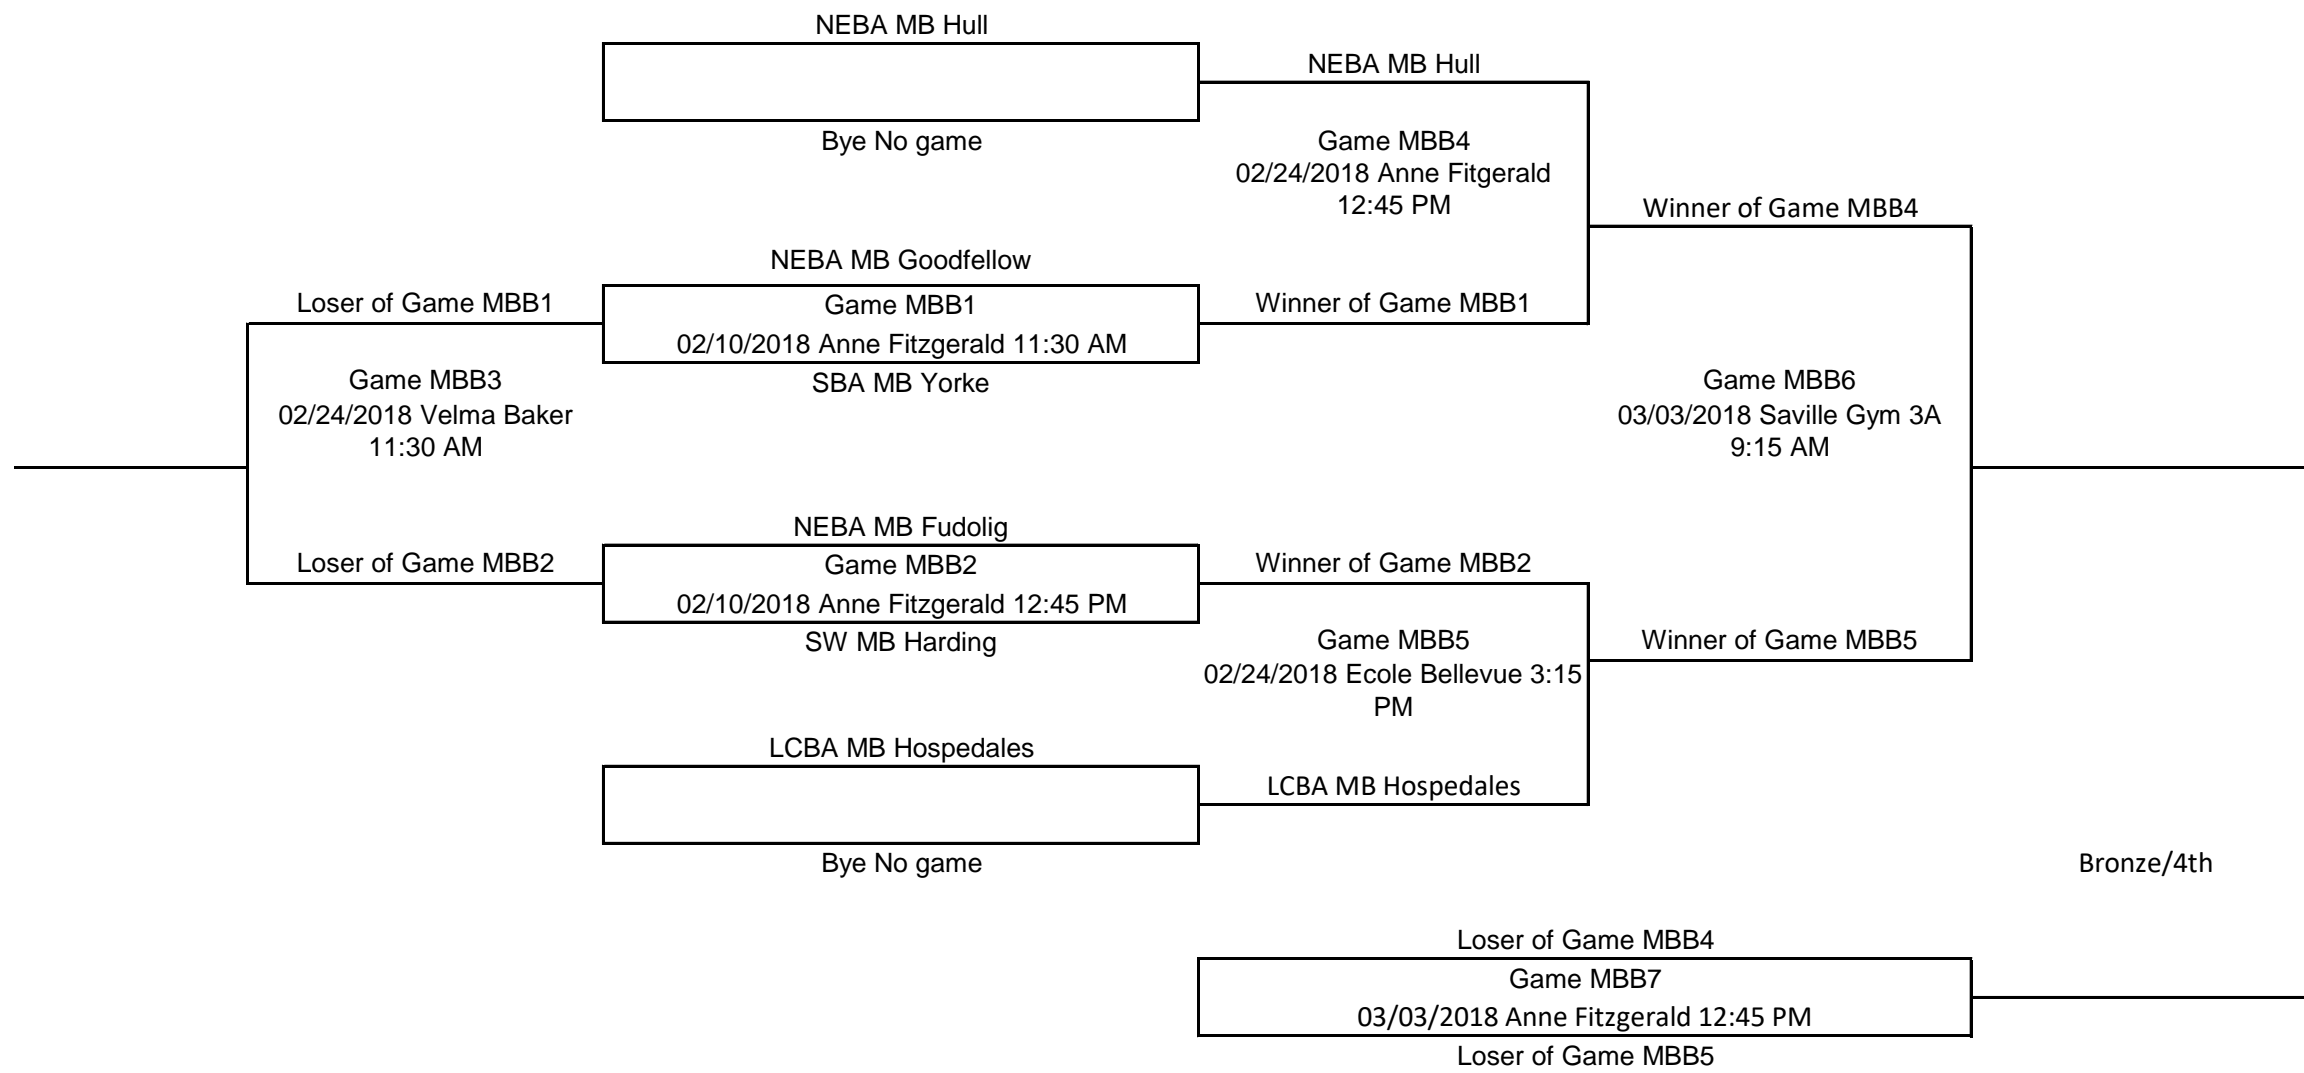 NEBA MB Hull
NEBA MB Hull
Bye No game
Game MBB4
02/24/2018 Anne Fitgerald
12:45 PM
Winner of Game MBB4
NEBA MB Goodfellow
Loser of Game MBB1
Game MBB1
Winner of Game MBB1
02/10/2018 Anne Fitzgerald 11:30 AM
SBA MB Yorke
Game MBB3
02/24/2018 Velma Baker
11:30 AM
Game MBB6
03/03/2018 Saville Gym 3A
9:15 AM
NEBA MB Fudolig
Loser of Game MBB2
Game MBB2
Winner of Game MBB2
02/10/2018 Anne Fitzgerald 12:45 PM
SW MB Harding
Game MBB5
02/24/2018 Ecole Bellevue 3:15
PM
Winner of Game MBB5
LCBA MB Hospedales
LCBA MB Hospedales
Bye No game
Bronze/4th
Loser of Game MBB4
Game MBB7
03/03/2018 Anne Fitzgerald 12:45 PM
Loser of Game MBB5